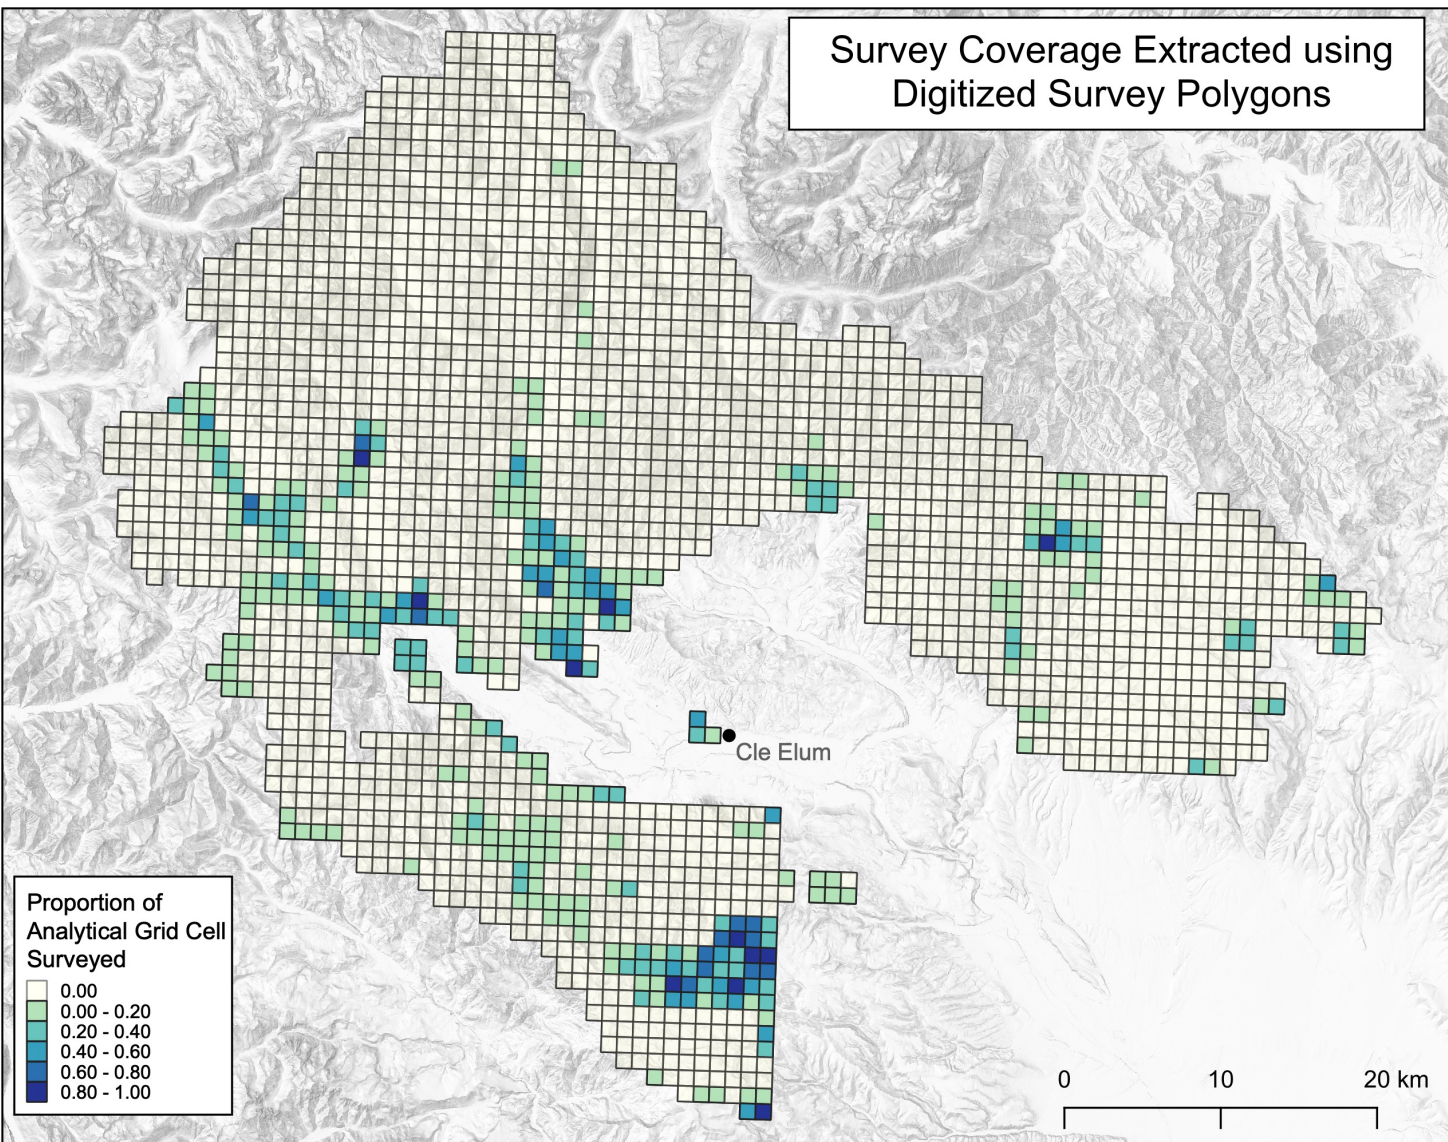 Survey Coverage Extracted using
Digitized Survey Polygons
Cle Elum
Proportion of
Analytical Grid Cell
Surveyed
0.00
0.00 - 0.20
0.20 - 0.40
0.40 - 0.60
0.60 - 0.80
0.80 - 1.00
0 10 20 km